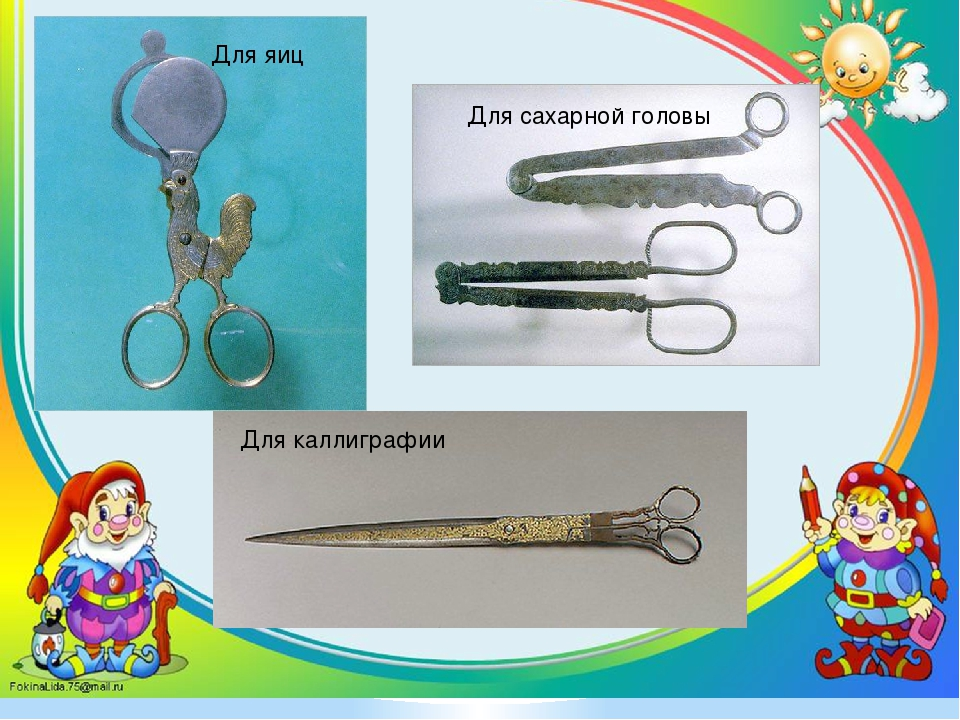 Для яиц
Для сахарной головы
Для каллиграфии
FokinaLida.75@mail.ru